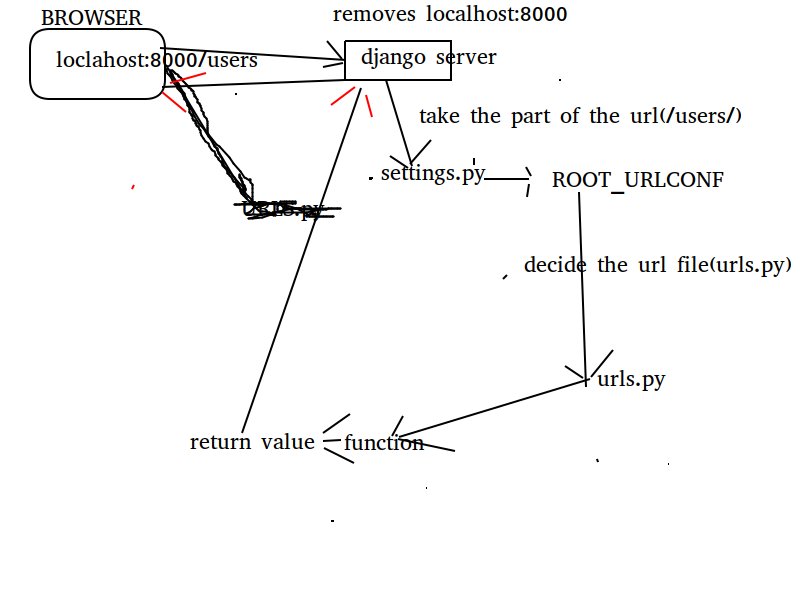 removes localhost:8000
BROWSER
loclahost:8000/users
django server
take the part of the url(/users/)
settings.py
ROOT_URLCONF
decide the url file(urls.py)
urls.py
return value
function